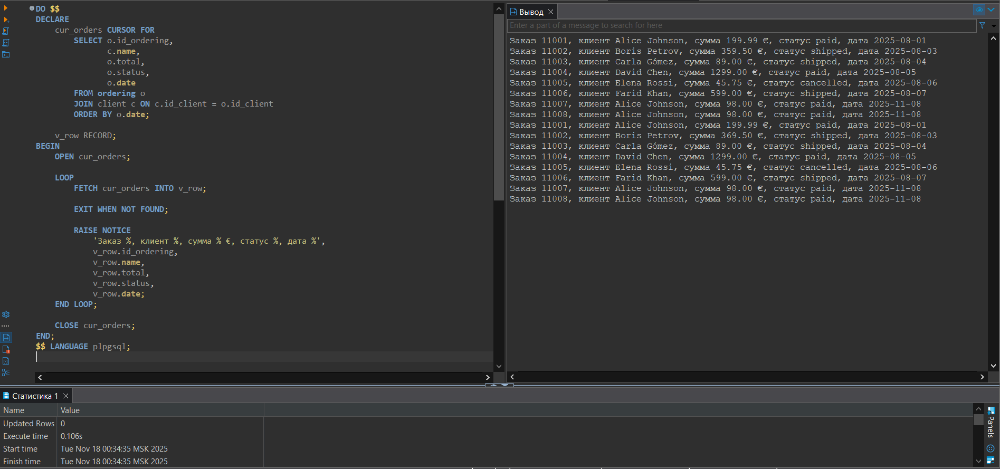 DO $$
DECLARE
    cur_orders CURSOR FOR
        SELECT o.id_ordering,
               c.name,
               o.total,
               o.status,
               o.date
        FROM ordering o
        JOIN client c ON c.id_client = o.id_client
        ORDER BY o.date;
    v_row RECORD;
BEGIN
    OPEN cur_orders;
    LOOP
        FETCH cur_orders INTO v_row;
        EXIT WHEN NOT FOUND;
        RAISE NOTICE
            'Заказ %, клиент %, сумма % €, статус %, дата %',
            v_row.id_ordering,
            v_row.name,
            v_row.total,
            v_row.status,
            v_row.date;
    END LOOP;
    CLOSE cur_orders;
END;
$$ LANGUAGE plpgsql;
Вывод
Enter a part of a message to search for here
Заказ 11001, клиент Alice Johnson, сумма 199.99 €, статус paid, дата 2025-08-01
Заказ 11002, клиент Boris Petrov, сумма 359.50 €, статус shipped, дата 2025-08-03
Заказ 11003, клиент Carla Gómez, сумма 89.00 €, статус shipped, дата 2025-08-04
Заказ 11004, клиент David Chen, сумма 1299.00 €, статус paid, дата 2025-08-05
Заказ 11005, клиент Elena Rossi, сумма 45.75 €, статус cancelled, дата 2025-08-06
Заказ 11006, клиент Farid Khan, сумма 599.00 €, статус shipped, дата 2025-08-07
Заказ 11007, клиент Alice Johnson, сумма 98.00 €, статус paid, дата 2025-11-08
Заказ 11008, клиент Alice Johnson, сумма 98.00 €, статус paid, дата 2025-11-08
Заказ 11001, клиент Alice Johnson, сумма 199.99 €, статус paid, дата 2025-08-01
Заказ 11002, клиент Boris Petrov, сумма 369.50 €, статус shipped, дата 2025-08-03
Заказ 11003, клиент Carla Gómez, сумма 89.00 €, статус shipped, дата 2025-08-04
Заказ 11004, клиент David Chen, сумма 1299.00 €, статус paid, дата 2025-08-05
Заказ 11005, клиент Elena Rossi, сумма 45.75 €, статус cancelled, дата 2025-08-06
Заказ 11006, клиент Farid Khan, сумма 599.00 €, статус shipped, дата 2025-08-07
Заказ 11007, клиент Alice Johnson, сумма 98.00 €, статус paid, дата 2025-11-08
Заказ 11008, клиент Alice Johnson, сумма 98.00 €, статус paid, дата 2025-11-08
Статистика 1
Name Value
Updated Rows 0
Execute time 0.106s
Start time Tue Nov 18 00:34:35 MSK 2025
Finish time Tue Nov 18 00:34:35 MSK 2025
Panels